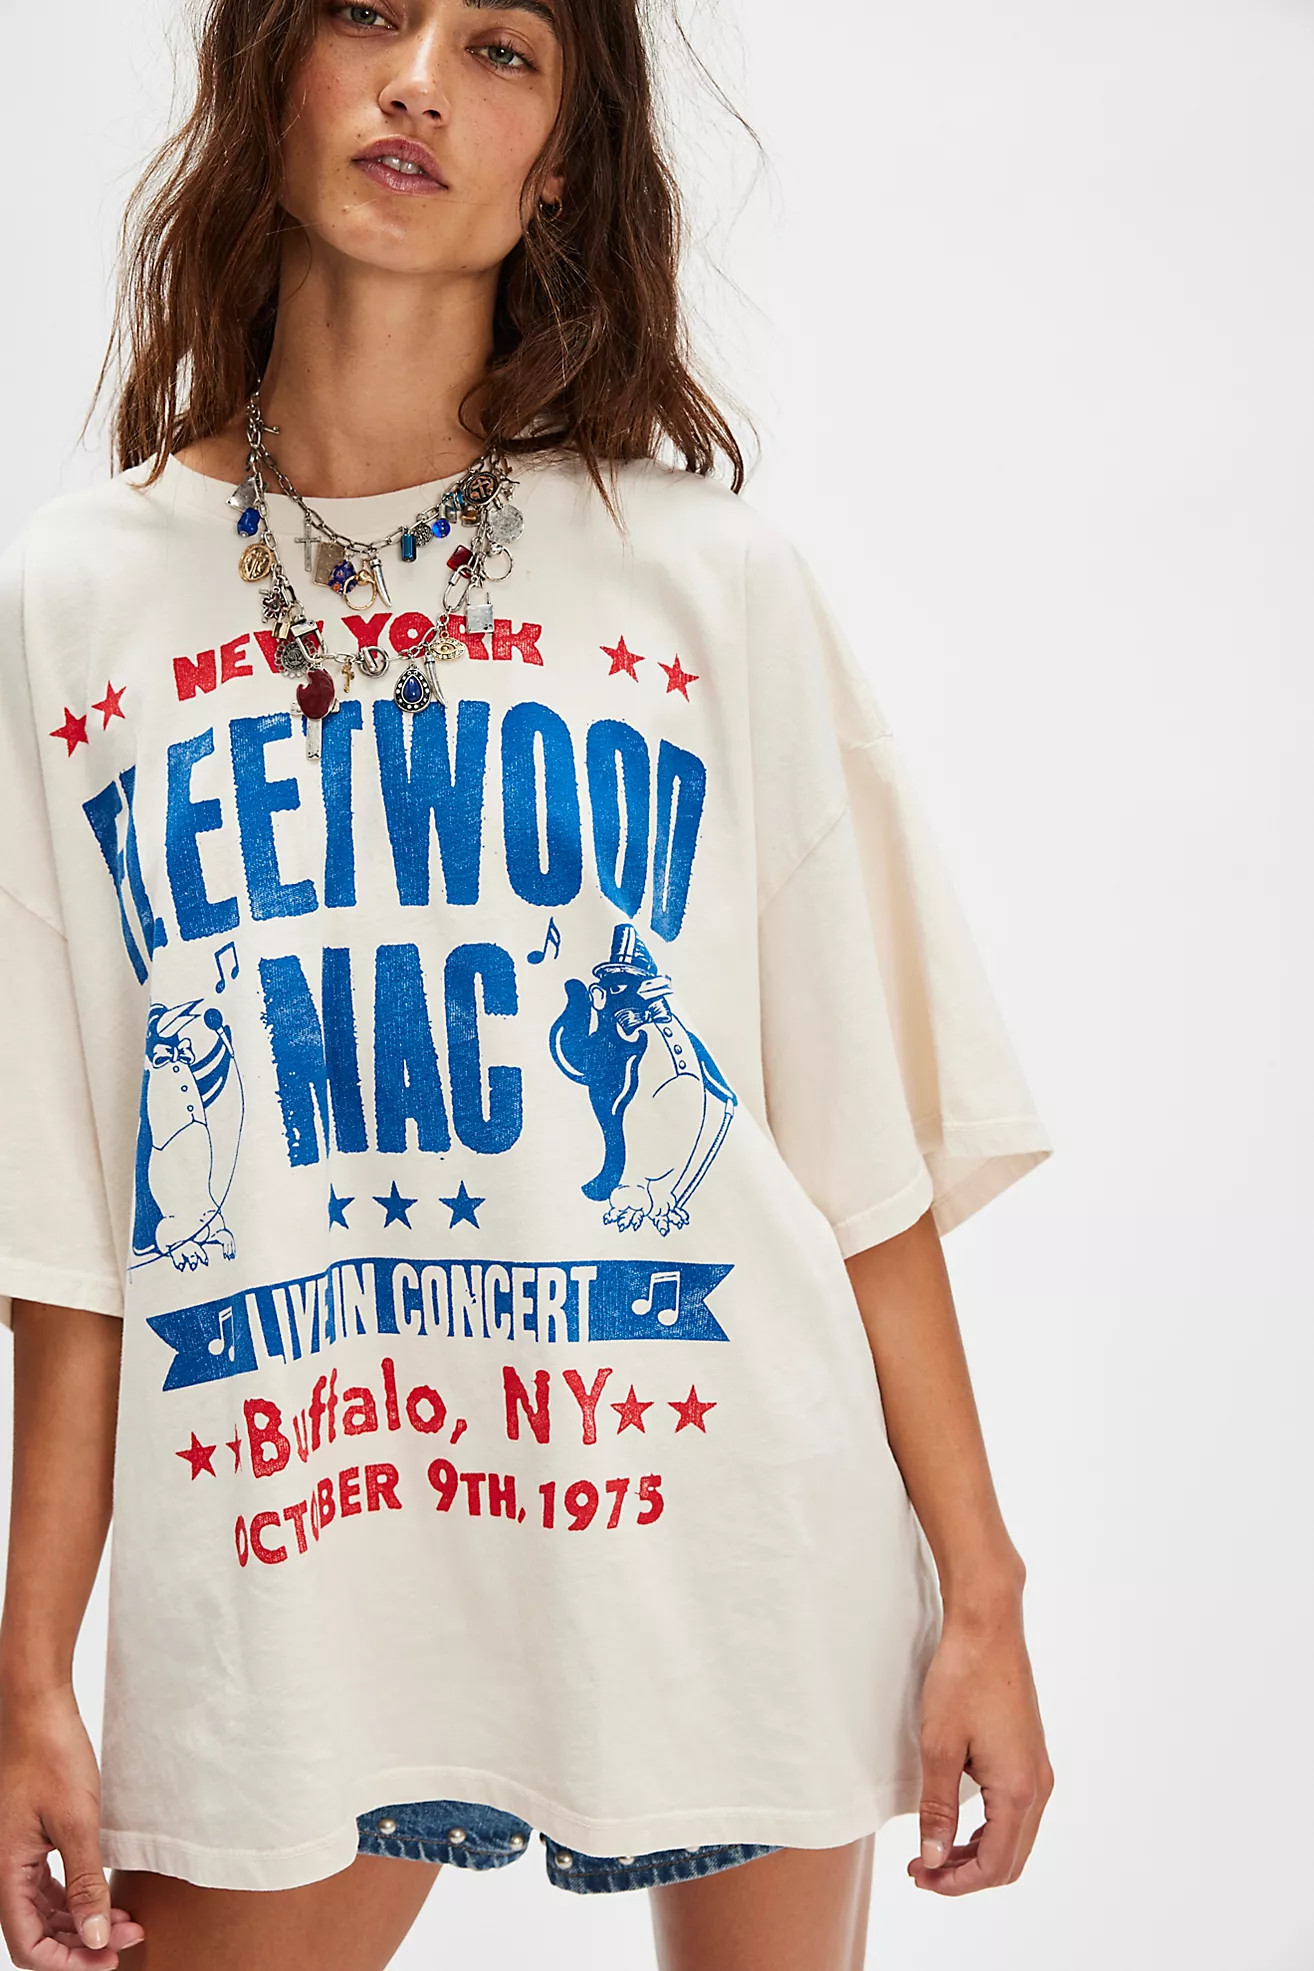 NEW YORK
FLEETWOOD
MAC
LIVE IN CONCERT
Buffalo, NY
OCTOBER 9TH, 1975